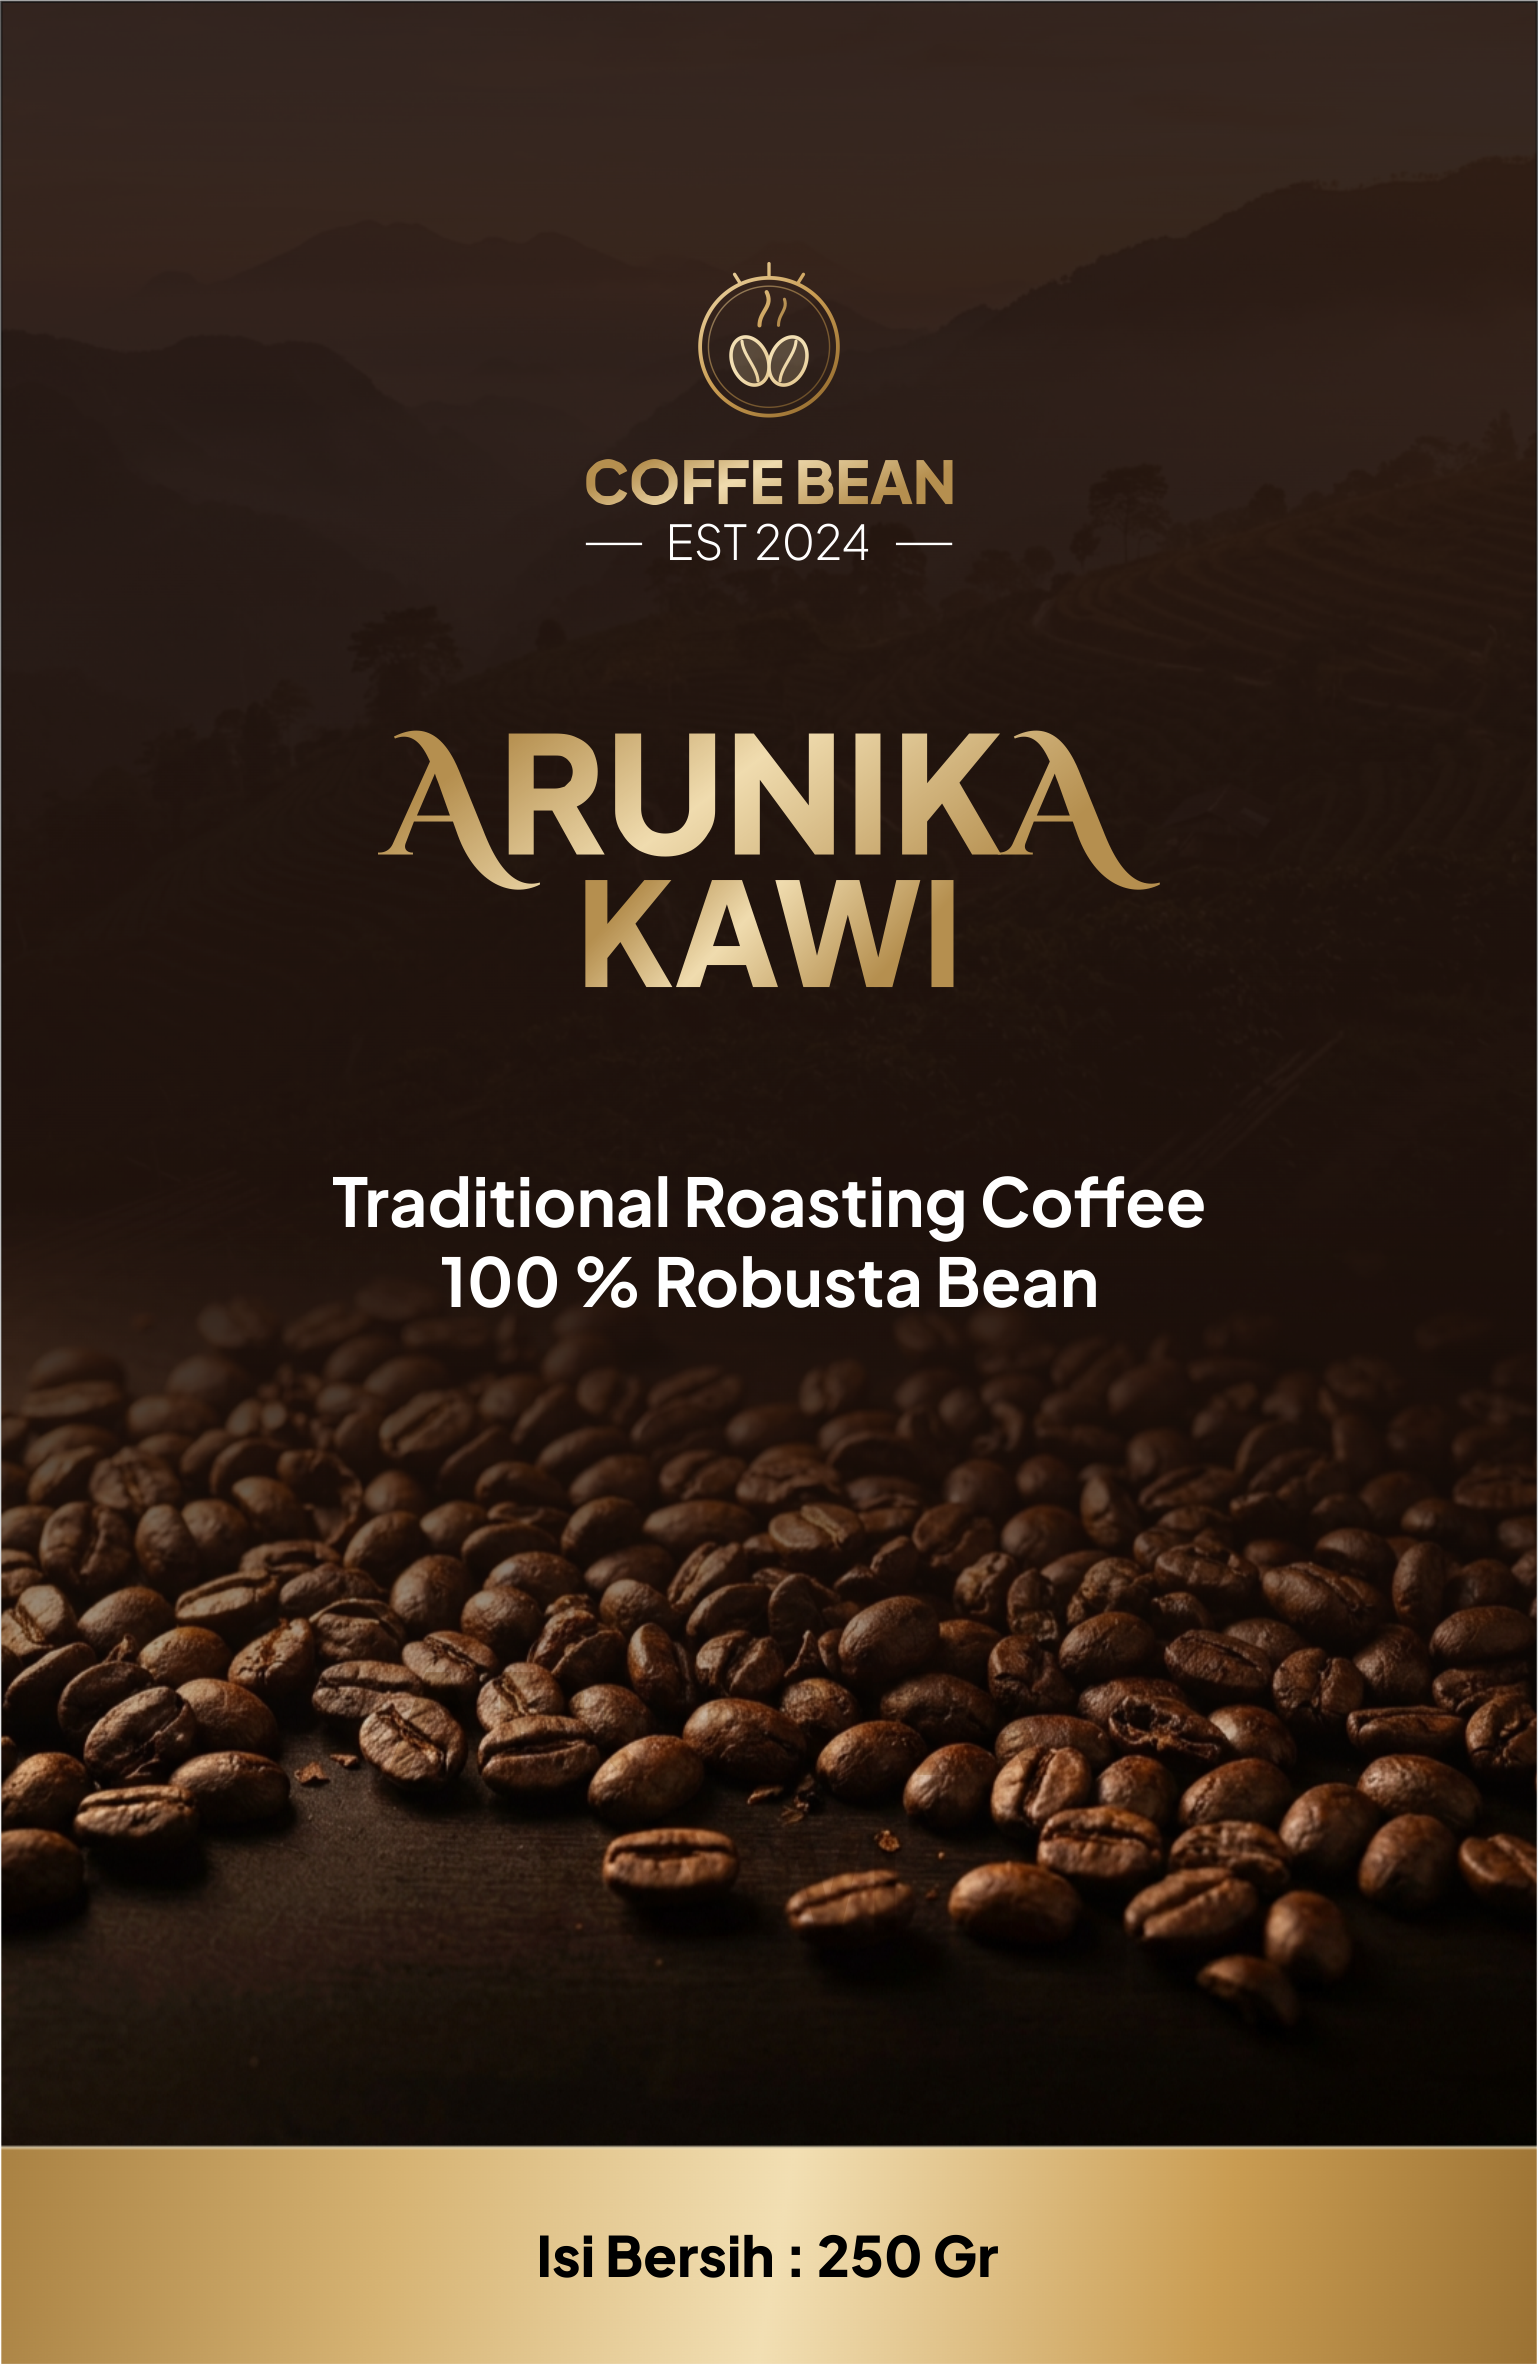 COFFE BEAN
EST 2024
ARUNIKA
KAWI
Traditional Roasting Coffee
100 % Robusta Bean
Isi Bersih : 250 Gr